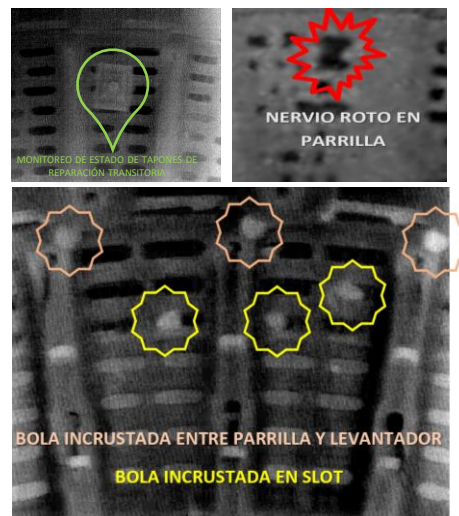 MONITOREO DE ESTADO DE TAPONES DE
REPARACIÓN TRANSITORIA
NERVIO ROTO EN
PARRILLA
BOLA INCRUSTADA ENTRE PARRILLA Y LEVANTADOR
BOLA INCRUSTADA EN SLOT